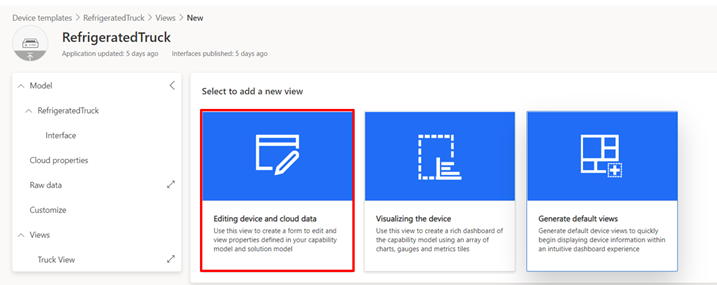 Device templates > RefrigeratedTruck > Views > New
RefrigeratedTruck
Application updated: 5 days ago Interfaces published: 5 days ago
Model
RefrigeratedTruck
Interface
Cloud properties
Raw data
Customize
Views
Truck View
Select to add a new view
Editing device and cloud data
Use this view to create a form to edit and
view properties defined in your capability
model and solution model
Visualizing the device
Use this view to create a rich dashboard of
the capability model using an array of
charts, gauges and metrics tiles
Generate default views
Generate default device views to quickly
begin displaying device information within
an intuitive dashboard experience